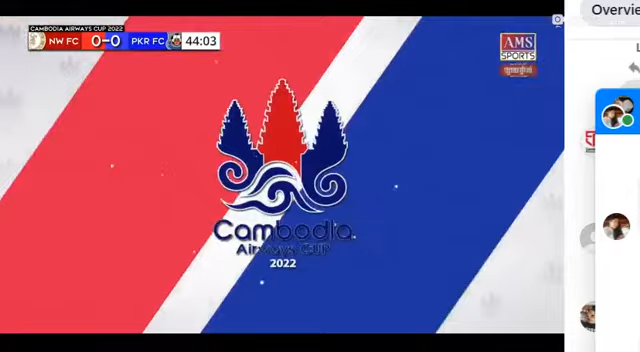 CAMBODIA AIRWAYS CUP 2022
NW FC 0-0 PKR FC 44:03
AMS
SPORTS
Cambodia
Airways CUP
2022
Overvie
L